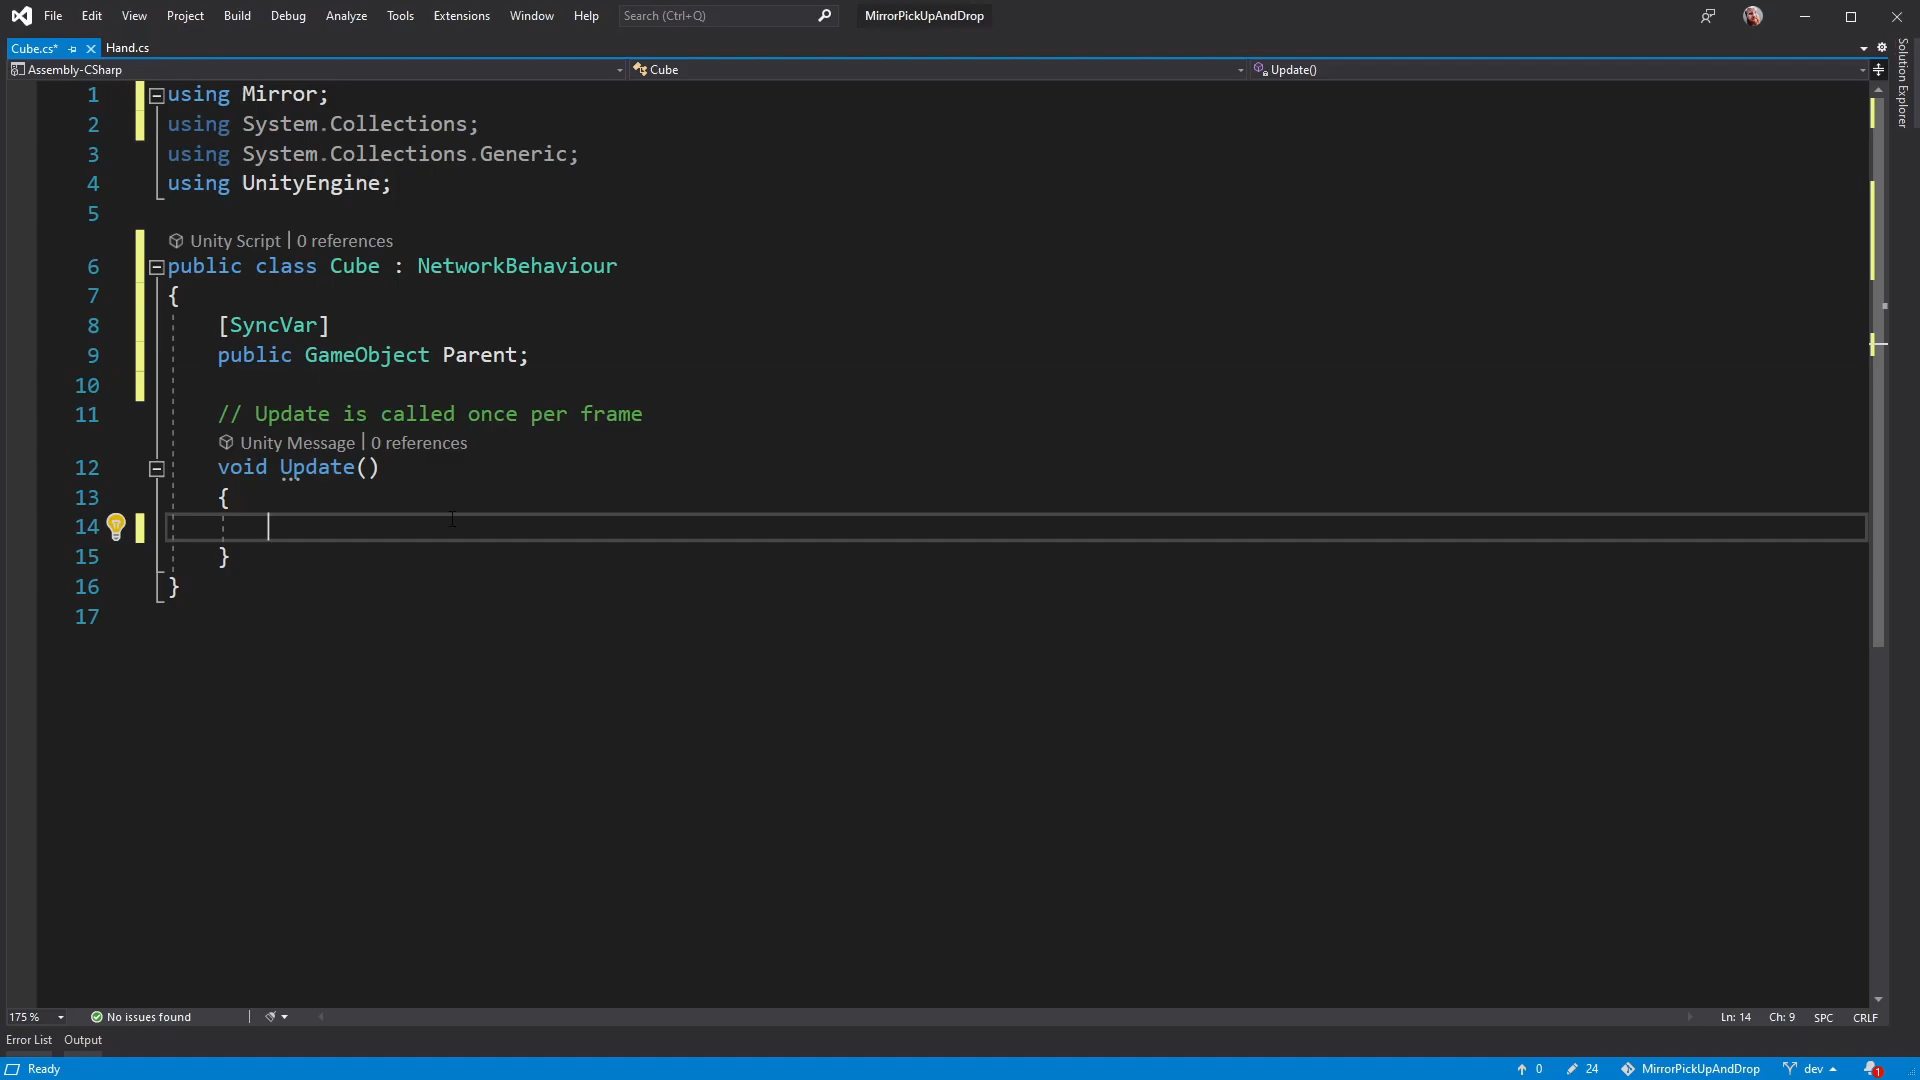 File Edit View Project Build Debug Analyze Tools Extensions Window Help Search (Ctrl+Q) MirrorPickUpAndDrop
Cube.cs* Hand.cs
Assembly-CSharp Cube Update()
Solution Explorer
1 using Mirror;
2 using System.Collections;
3 using System.Collections.Generic;
4 using UnityEngine;
5
Unity Script | 0 references
6 public class Cube : NetworkBehaviour
7 {
8 [SyncVar]
9 public GameObject Parent;
10
11 // Update is called once per frame
Unity Message | 0 references
12 void Update()
13 {
14
15 }
16 }
17
175 % No issues found Ln: 14 Ch: 9 SPC CRLF
Error List Output
Ready 0 24 MirrorPickUpAndDrop dev 1